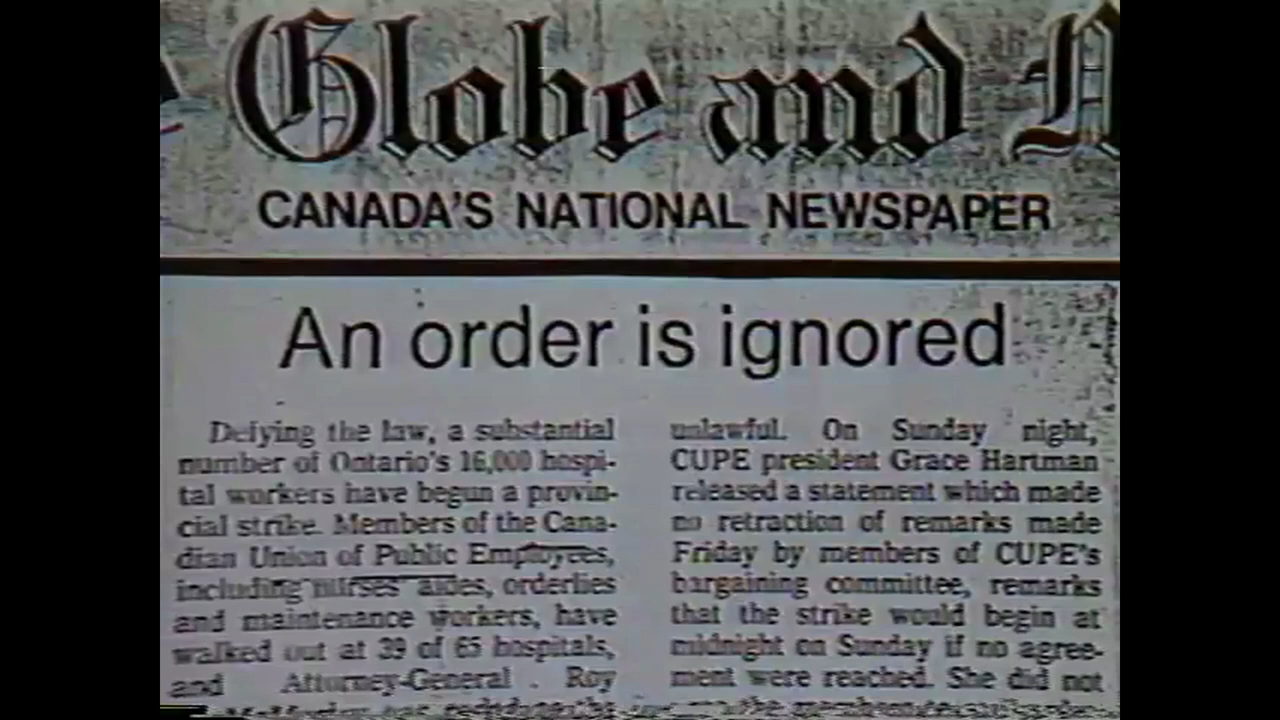 Globe and
CANADA'S NATIONAL NEWSPAPER
An order is ignored
Defying the law, a substantial
number of Ontario's 16,000 hospi-
tal workers have begun a provin-
cial strike. Members of the Cana-
dian Union of Public Employees,
including nurses' aides, orderlies
and maintenance workers, have
walked out at 39 of 65 hospitals,
and Attorney-General Roy
unlawful. On Sunday night,
CUPE president Grace Hartman
released a statement which made
no retraction of remarks made
Friday by members of CUPE's
bargaining committee, remarks
that the strike would begin at
midnight on Sunday if no agree-
ment were reached. She did not